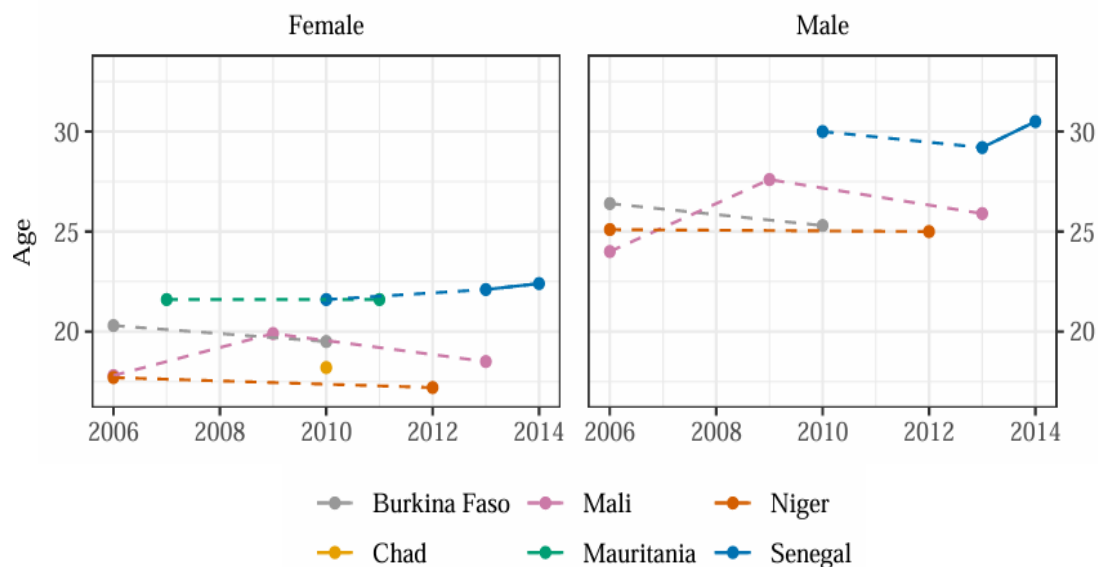 Female Male
30 30
25 25
20 20
Age
2006 2008 2010 2012 2014 2006 2008 2010 2012 2014
Burkina Faso Mali Niger
Chad Mauritania Senegal